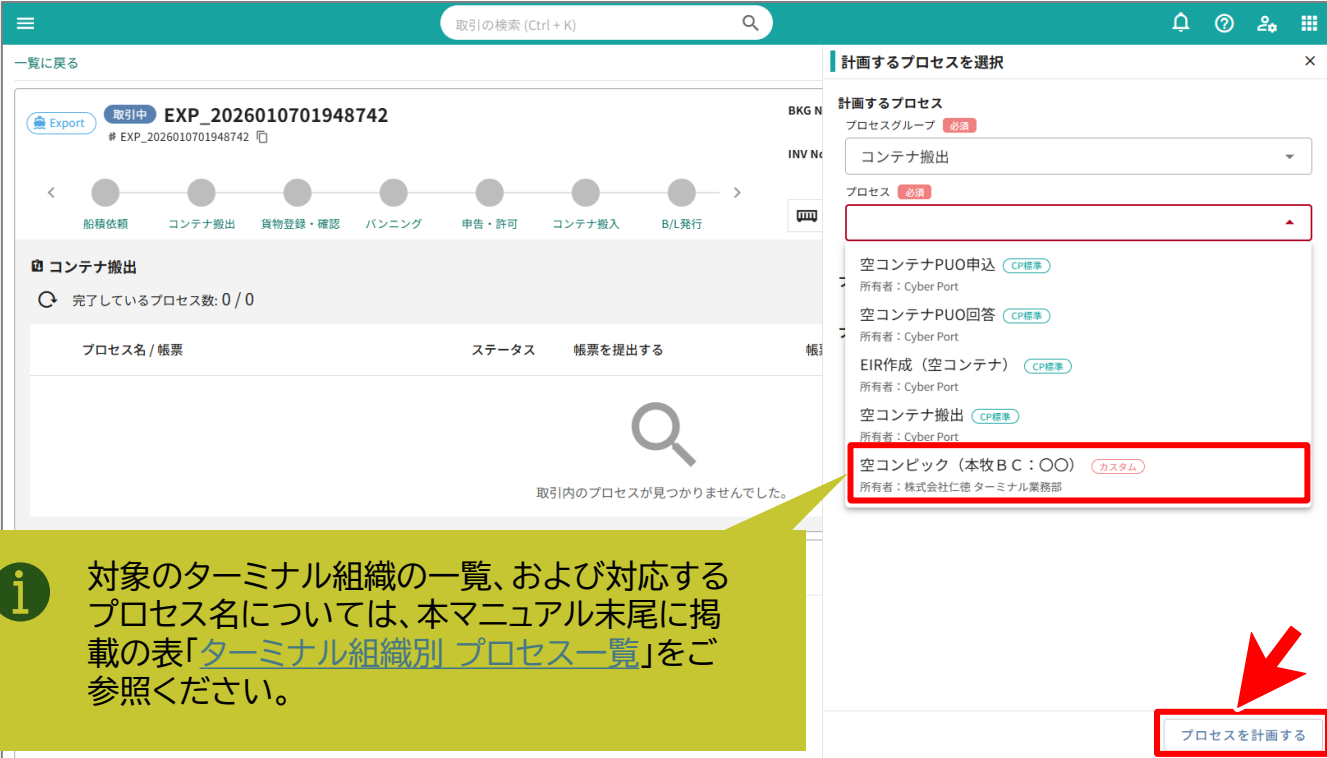 取引の検索 (Ctrl + K)
一覧に戻る
Export 取引中 EXP_2026010701948742
# EXP_2026010701948742
BKG N
INV No
船積依頼 コンテナ搬出 貨物登録・確認 バンニング 申告・許可 コンテナ搬入 B/L発行
コンテナ搬出
完了しているプロセス数: 0 / 0
プロセス名 / 帳票 ステータス 帳票を提出する 帳票
取引内のプロセスが見つかりませんでした。
計画するプロセスを選択 ×
計画するプロセス
プロセスグループ 必須
コンテナ搬出
プロセス 必須
空コンテナPUO申込 CP標準
所有者：Cyber Port
空コンテナPUO回答 CP標準
所有者：Cyber Port
EIR作成（空コンテナ） CP標準
所有者：Cyber Port
空コンテナ搬出 CP標準
所有者：Cyber Port
空コンピック（本牧ＢＣ：〇〇） カスタム
所有者：株式会社仁徳 ターミナル業務部
i
対象のターミナル組織の一覧、および対応する
プロセス名については、本マニュアル末尾に掲
載の表「ターミナル組織別 プロセス一覧」をご
参照ください。
プロセスを計画する